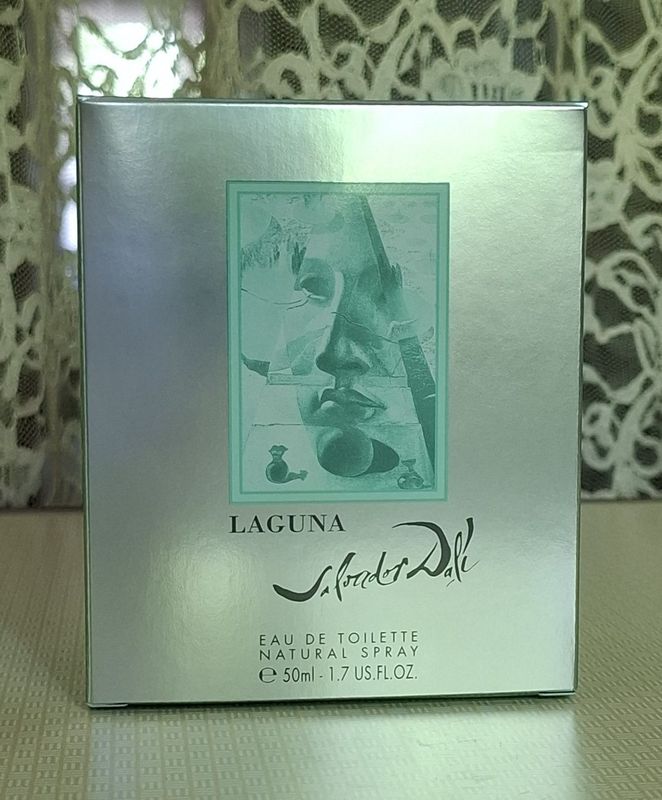 LAGUNA
Salvador Dalí
EAU DE TOILETTE
NATURAL SPRAY
℮ 50ml - 1.7 US.FL.OZ.